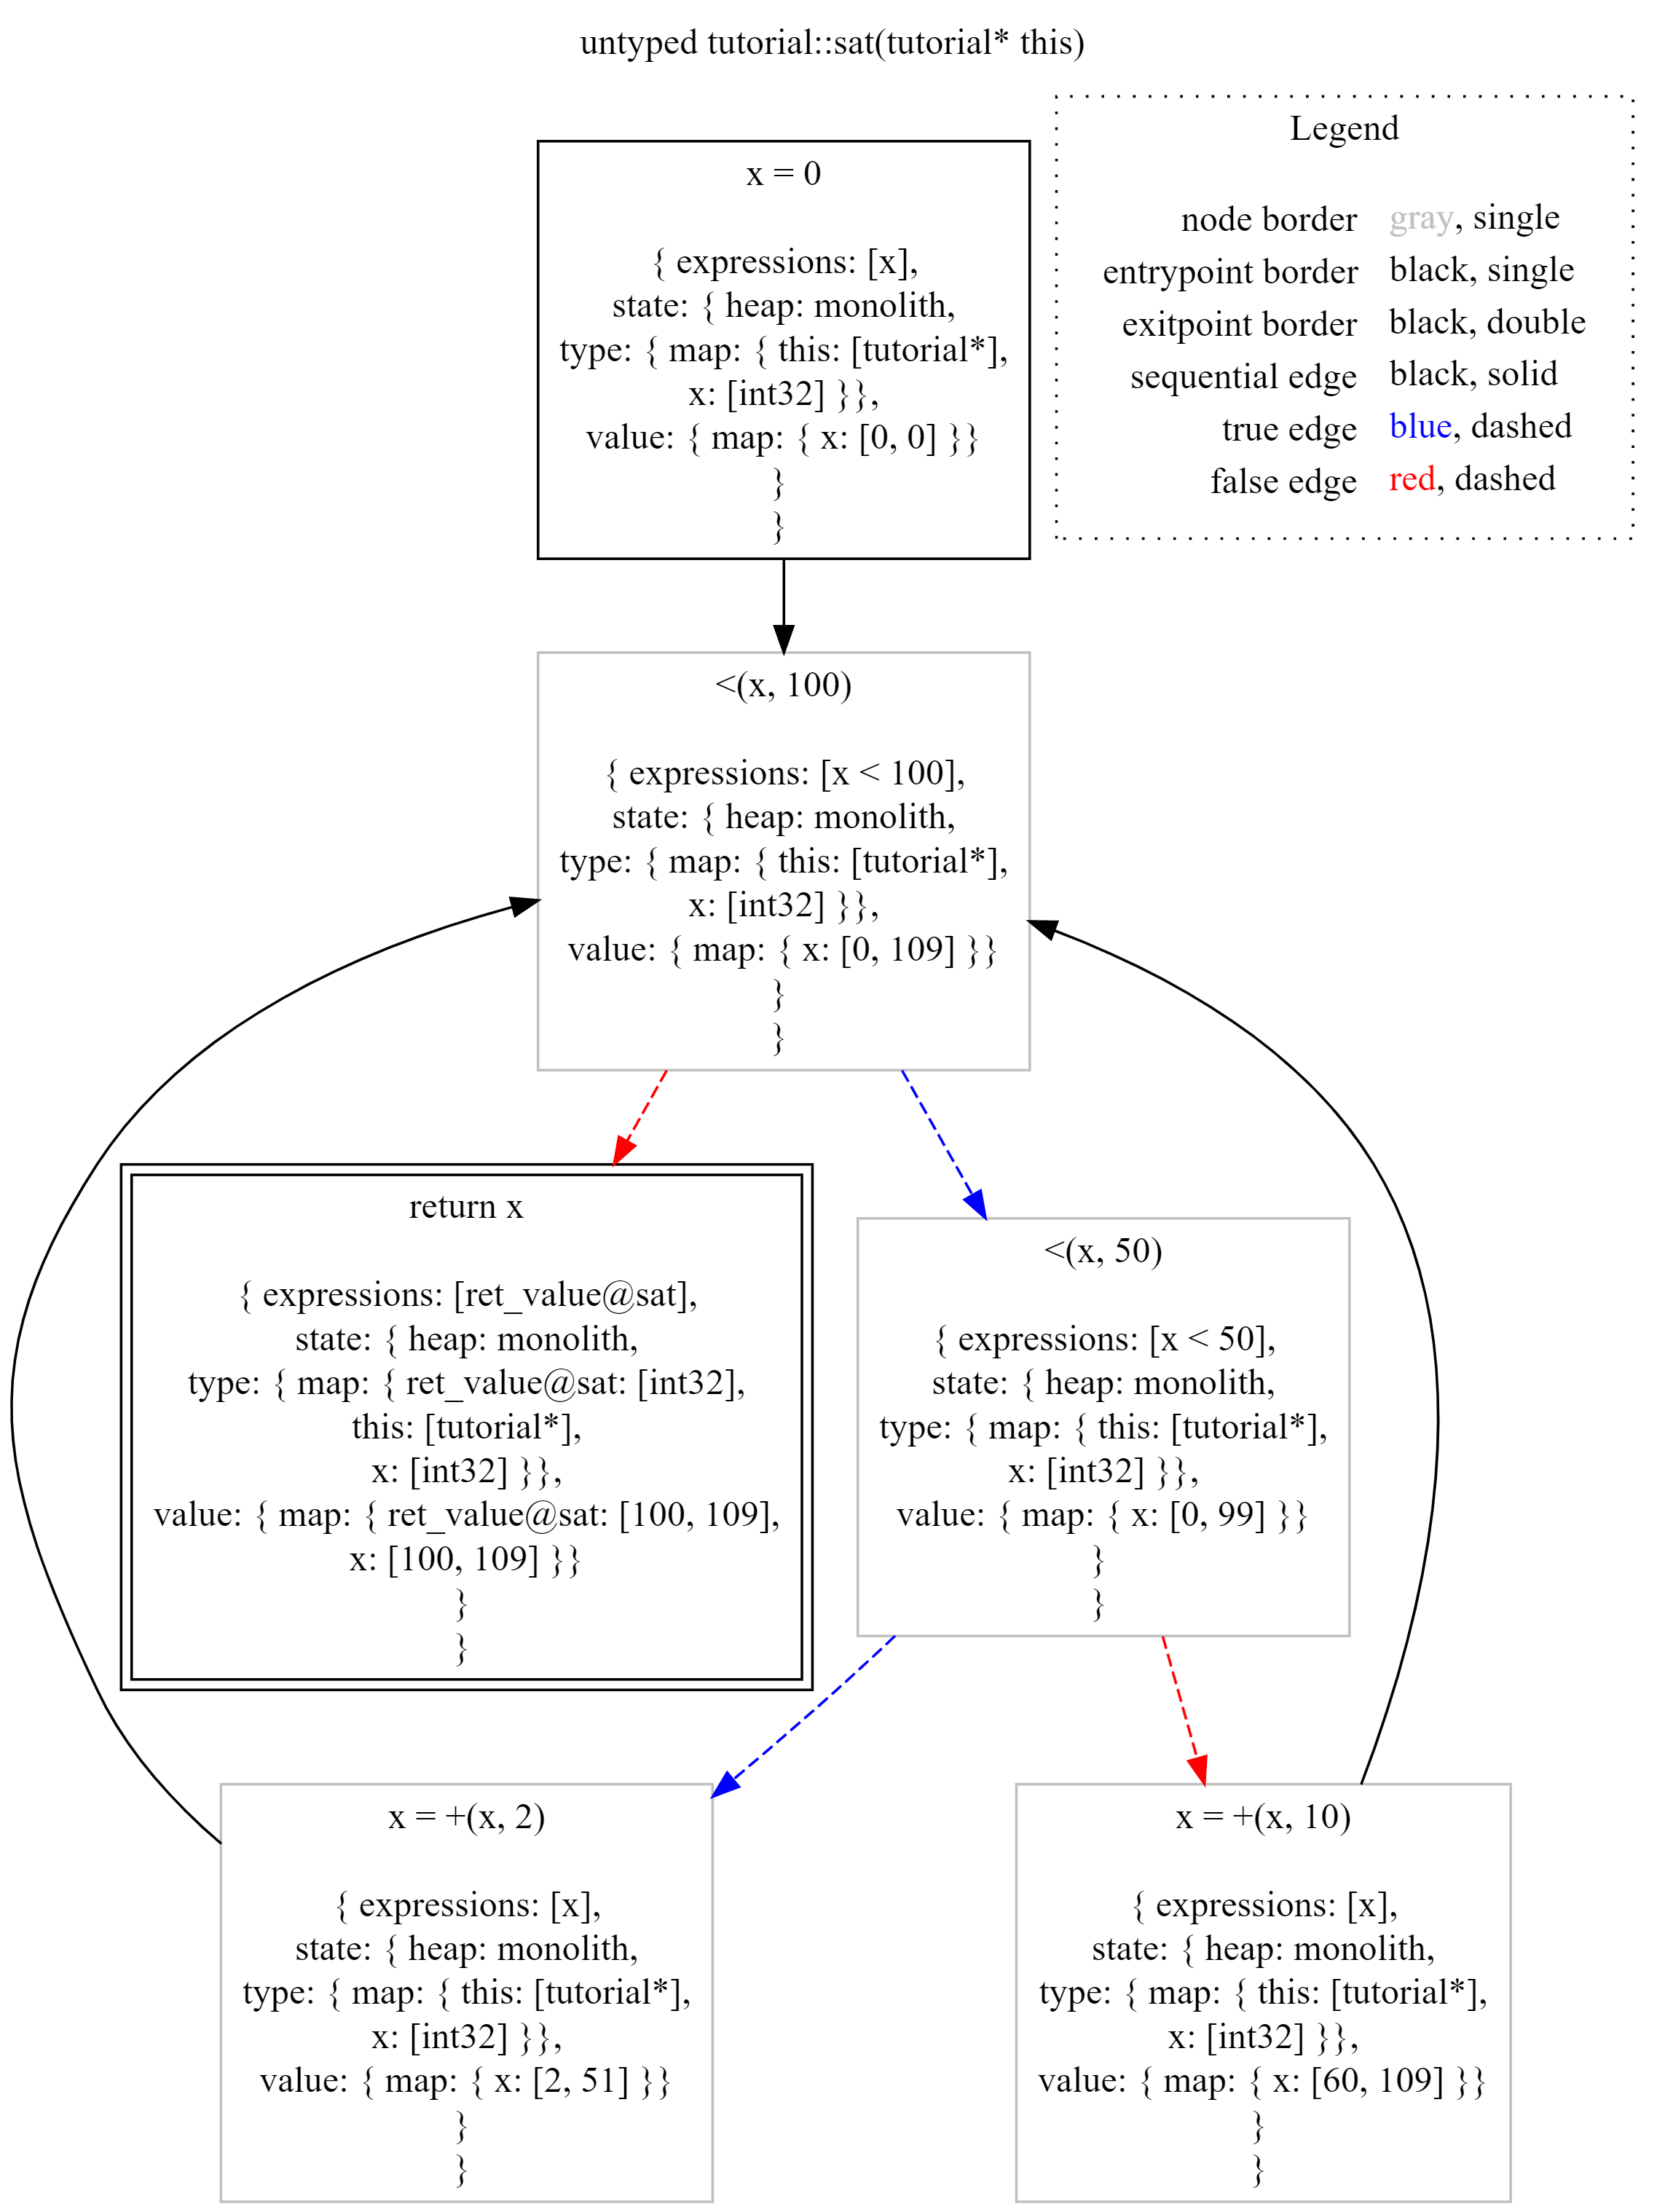 untyped tutorial::sat(tutorial* this)
Legend
node border gray, single
entrypoint border black, single
exitpoint border black, double
sequential edge black, solid
true edge blue, dashed
false edge red, dashed
x = 0
{ expressions: [x],
state: { heap: monolith,
type: { map: { this: [tutorial*],
x: [int32] }},
value: { map: { x: [0, 0] }}
}
}
<(x, 100)
{ expressions: [x < 100],
state: { heap: monolith,
type: { map: { this: [tutorial*],
x: [int32] }},
value: { map: { x: [0, 109] }}
}
}
return x
{ expressions: [ret_value@sat],
state: { heap: monolith,
type: { map: { ret_value@sat: [int32],
this: [tutorial*],
x: [int32] }},
value: { map: { ret_value@sat: [100, 109],
x: [100, 109] }}
}
}
<(x, 50)
{ expressions: [x < 50],
state: { heap: monolith,
type: { map: { this: [tutorial*],
x: [int32] }},
value: { map: { x: [0, 99] }}
}
}
x = +(x, 2)
{ expressions: [x],
state: { heap: monolith,
type: { map: { this: [tutorial*],
x: [int32] }},
value: { map: { x: [2, 51] }}
}
}
x = +(x, 10)
{ expressions: [x],
state: { heap: monolith,
type: { map: { this: [tutorial*],
x: [int32] }},
value: { map: { x: [60, 109] }}
}
}